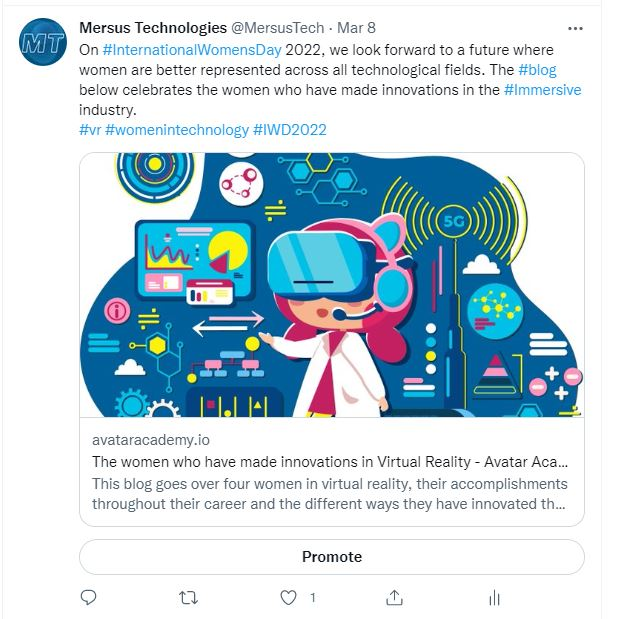 MT
Mersus Technologies @MersusTech · Mar 8
On #InternationalWomensDay 2022, we look forward to a future where
women are better represented across all technological fields. The #blog
below celebrates the women who have made innovations in the #Immersive
industry.
#vr #womenintechnology #IWD2022
5G
avataracademy.io
The women who have made innovations in Virtual Reality - Avatar Aca...
This blog goes over four women in virtual reality, their accomplishments
throughout their career and the different ways they have innovated th...
Promote
1